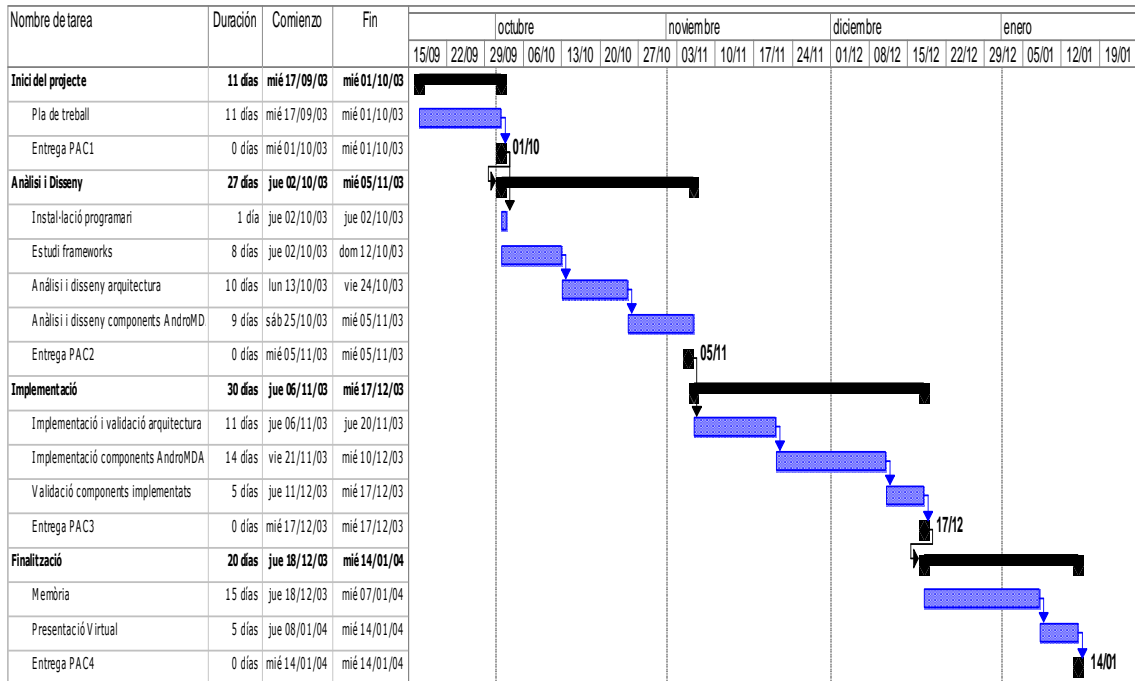 Nombre de tarea Duración Comienzo Fin octubre noviembre diciembre enero
15/09 22/09 29/09 06/10 13/10 20/10 27/10 03/11 10/11 17/11 24/11 01/12 08/12 15/12 22/12 29/12 05/01 12/01 19/01
Inici del projecte 11 días mié 17/09/03 mié 01/10/03
Pla de treball 11 días mié 17/09/03 mié 01/10/03
Entrega PAC1 0 días mié 01/10/03 mié 01/10/03 01/10
Anàlisi i Disseny 27 días jue 02/10/03 mié 05/11/03
Instal·lació programari 1 día jue 02/10/03 jue 02/10/03
Estudi frameworks 8 días jue 02/10/03 dom 12/10/03
Análisi i disseny arquitectura 10 días lun 13/10/03 vie 24/10/03
Anàlisi i disseny components AndroMD 9 días sáb 25/10/03 mié 05/11/03
Entrega PAC2 0 días mié 05/11/03 mié 05/11/03 05/11
Implementació 30 días jue 06/11/03 mié 17/12/03
Implementació i validació arquitectura 11 días jue 06/11/03 jue 20/11/03
Implementació components AndroMDA 14 días vie 21/11/03 mié 10/12/03
Validació components implementats 5 días jue 11/12/03 mié 17/12/03
Entrega PAC3 0 días mié 17/12/03 mié 17/12/03 17/12
Finalització 20 días jue 18/12/03 mié 14/01/04
Memòria 15 días jue 18/12/03 mié 07/01/04
Presentació Virtual 5 días jue 08/01/04 mié 14/01/04
Entrega PAC4 0 días mié 14/01/04 mié 14/01/04 14/01